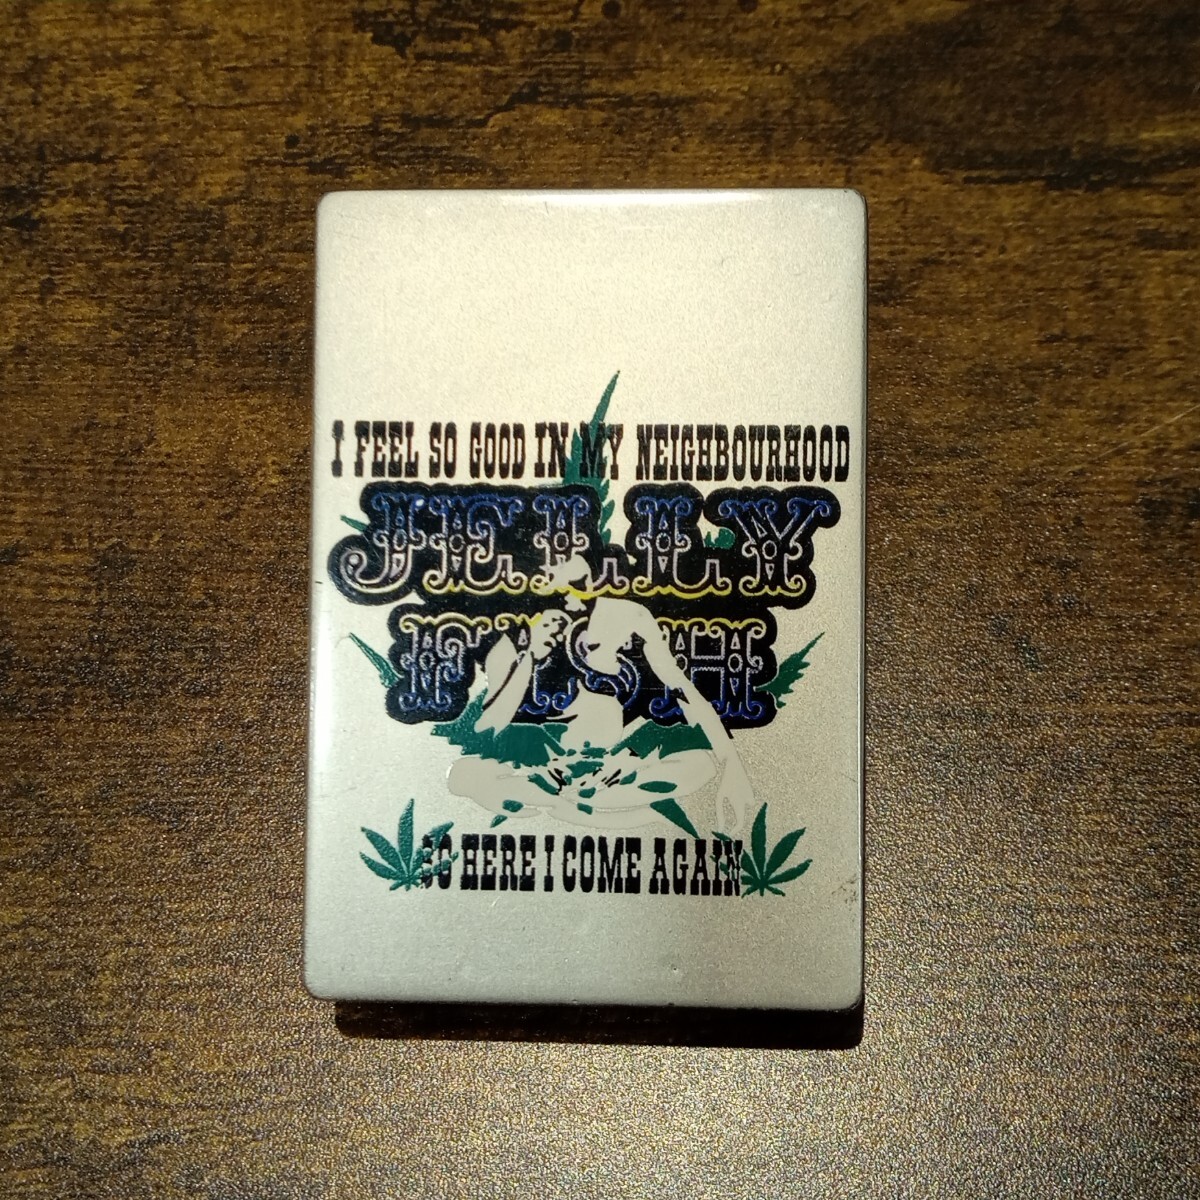 I FEEL SO GOOD IN MY NEIGHBOURHOOD
JELLY
FISH
SO HERE I COME AGAIN